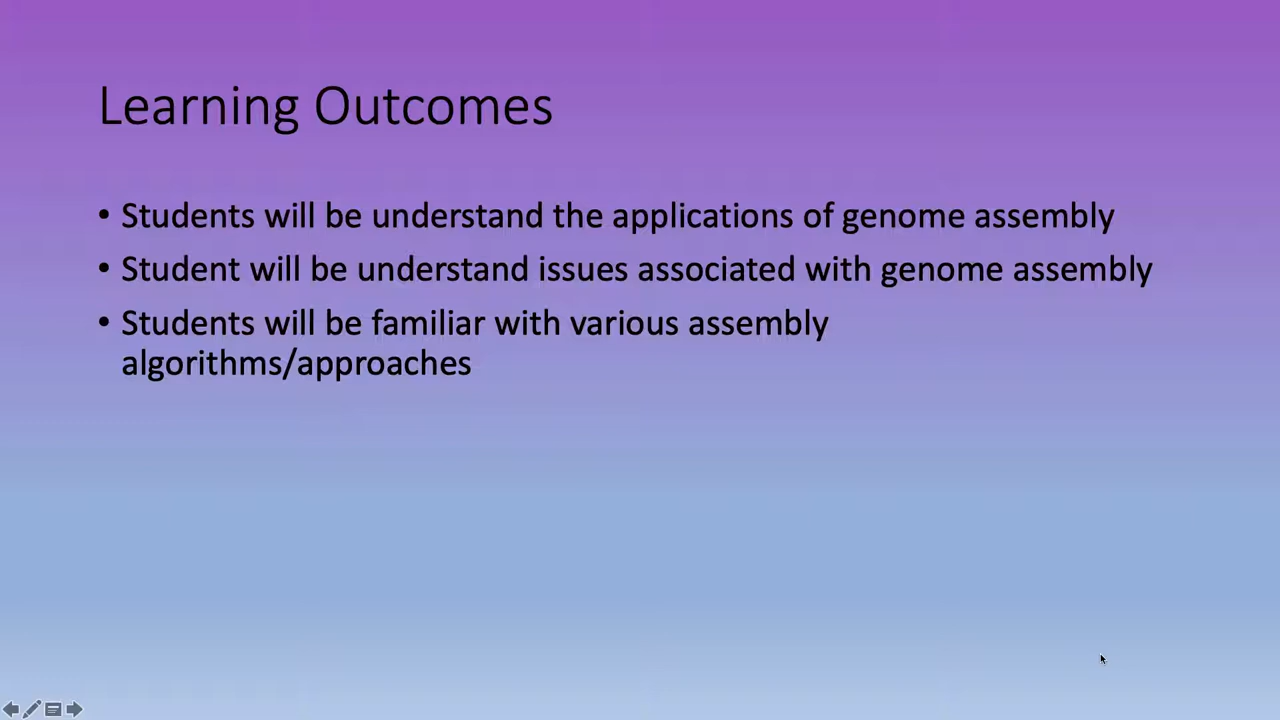 Learning Outcomes
• Students will be understand the applications of genome assembly
• Student will be understand issues associated with genome assembly
• Students will be familiar with various assembly
algorithms/approaches